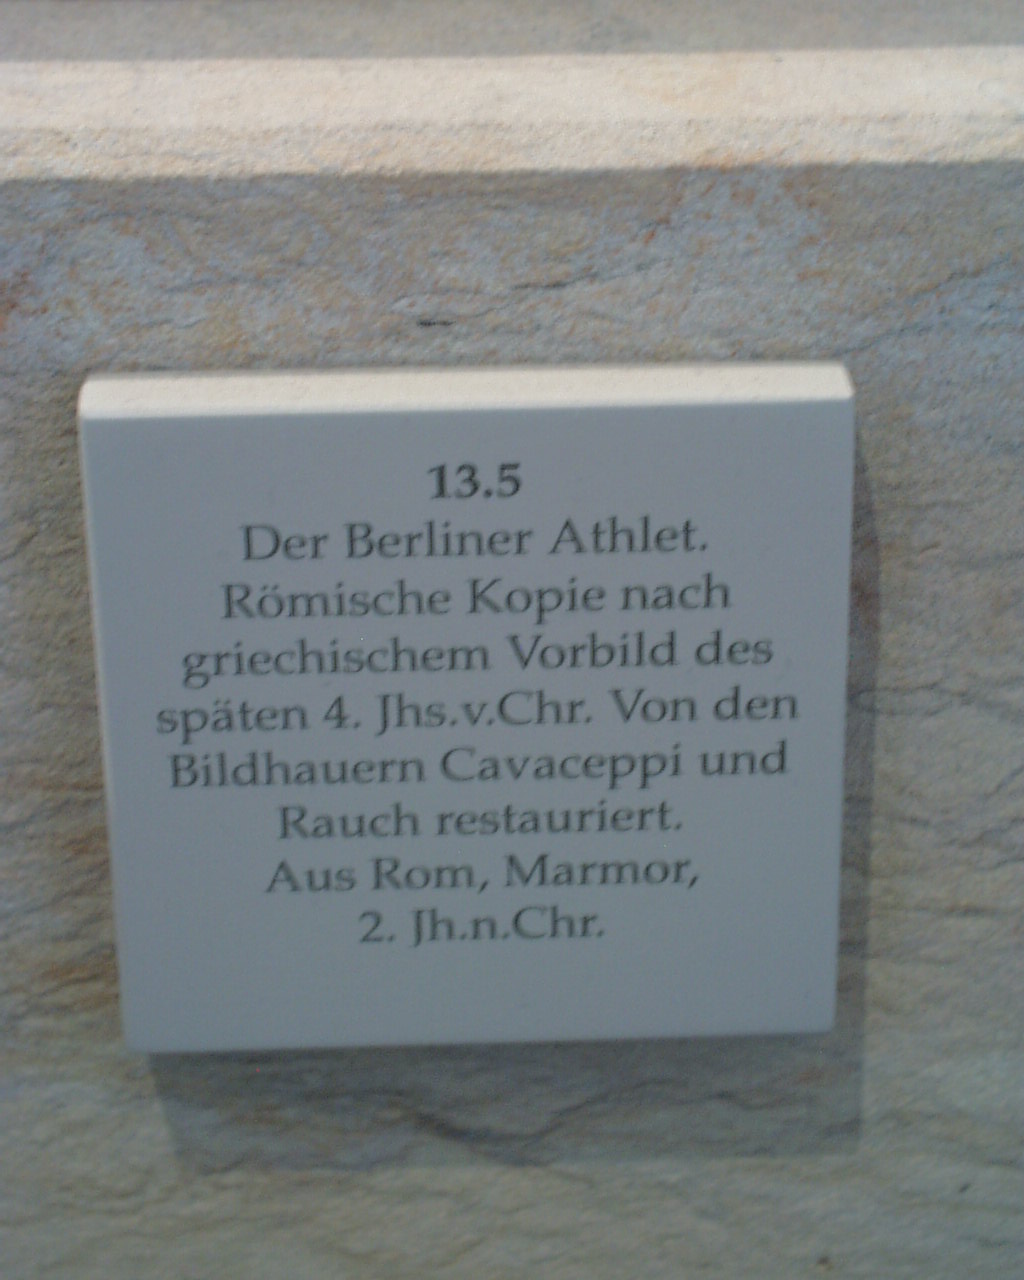 13.5
Der Berliner Athlet.
Römische Kopie nach
griechischem Vorbild des
späten 4. Jhs.v.Chr. Von den
Bildhauern Cavaceppi und
Rauch restauriert.
Aus Rom, Marmor,
2. Jh.n.Chr.